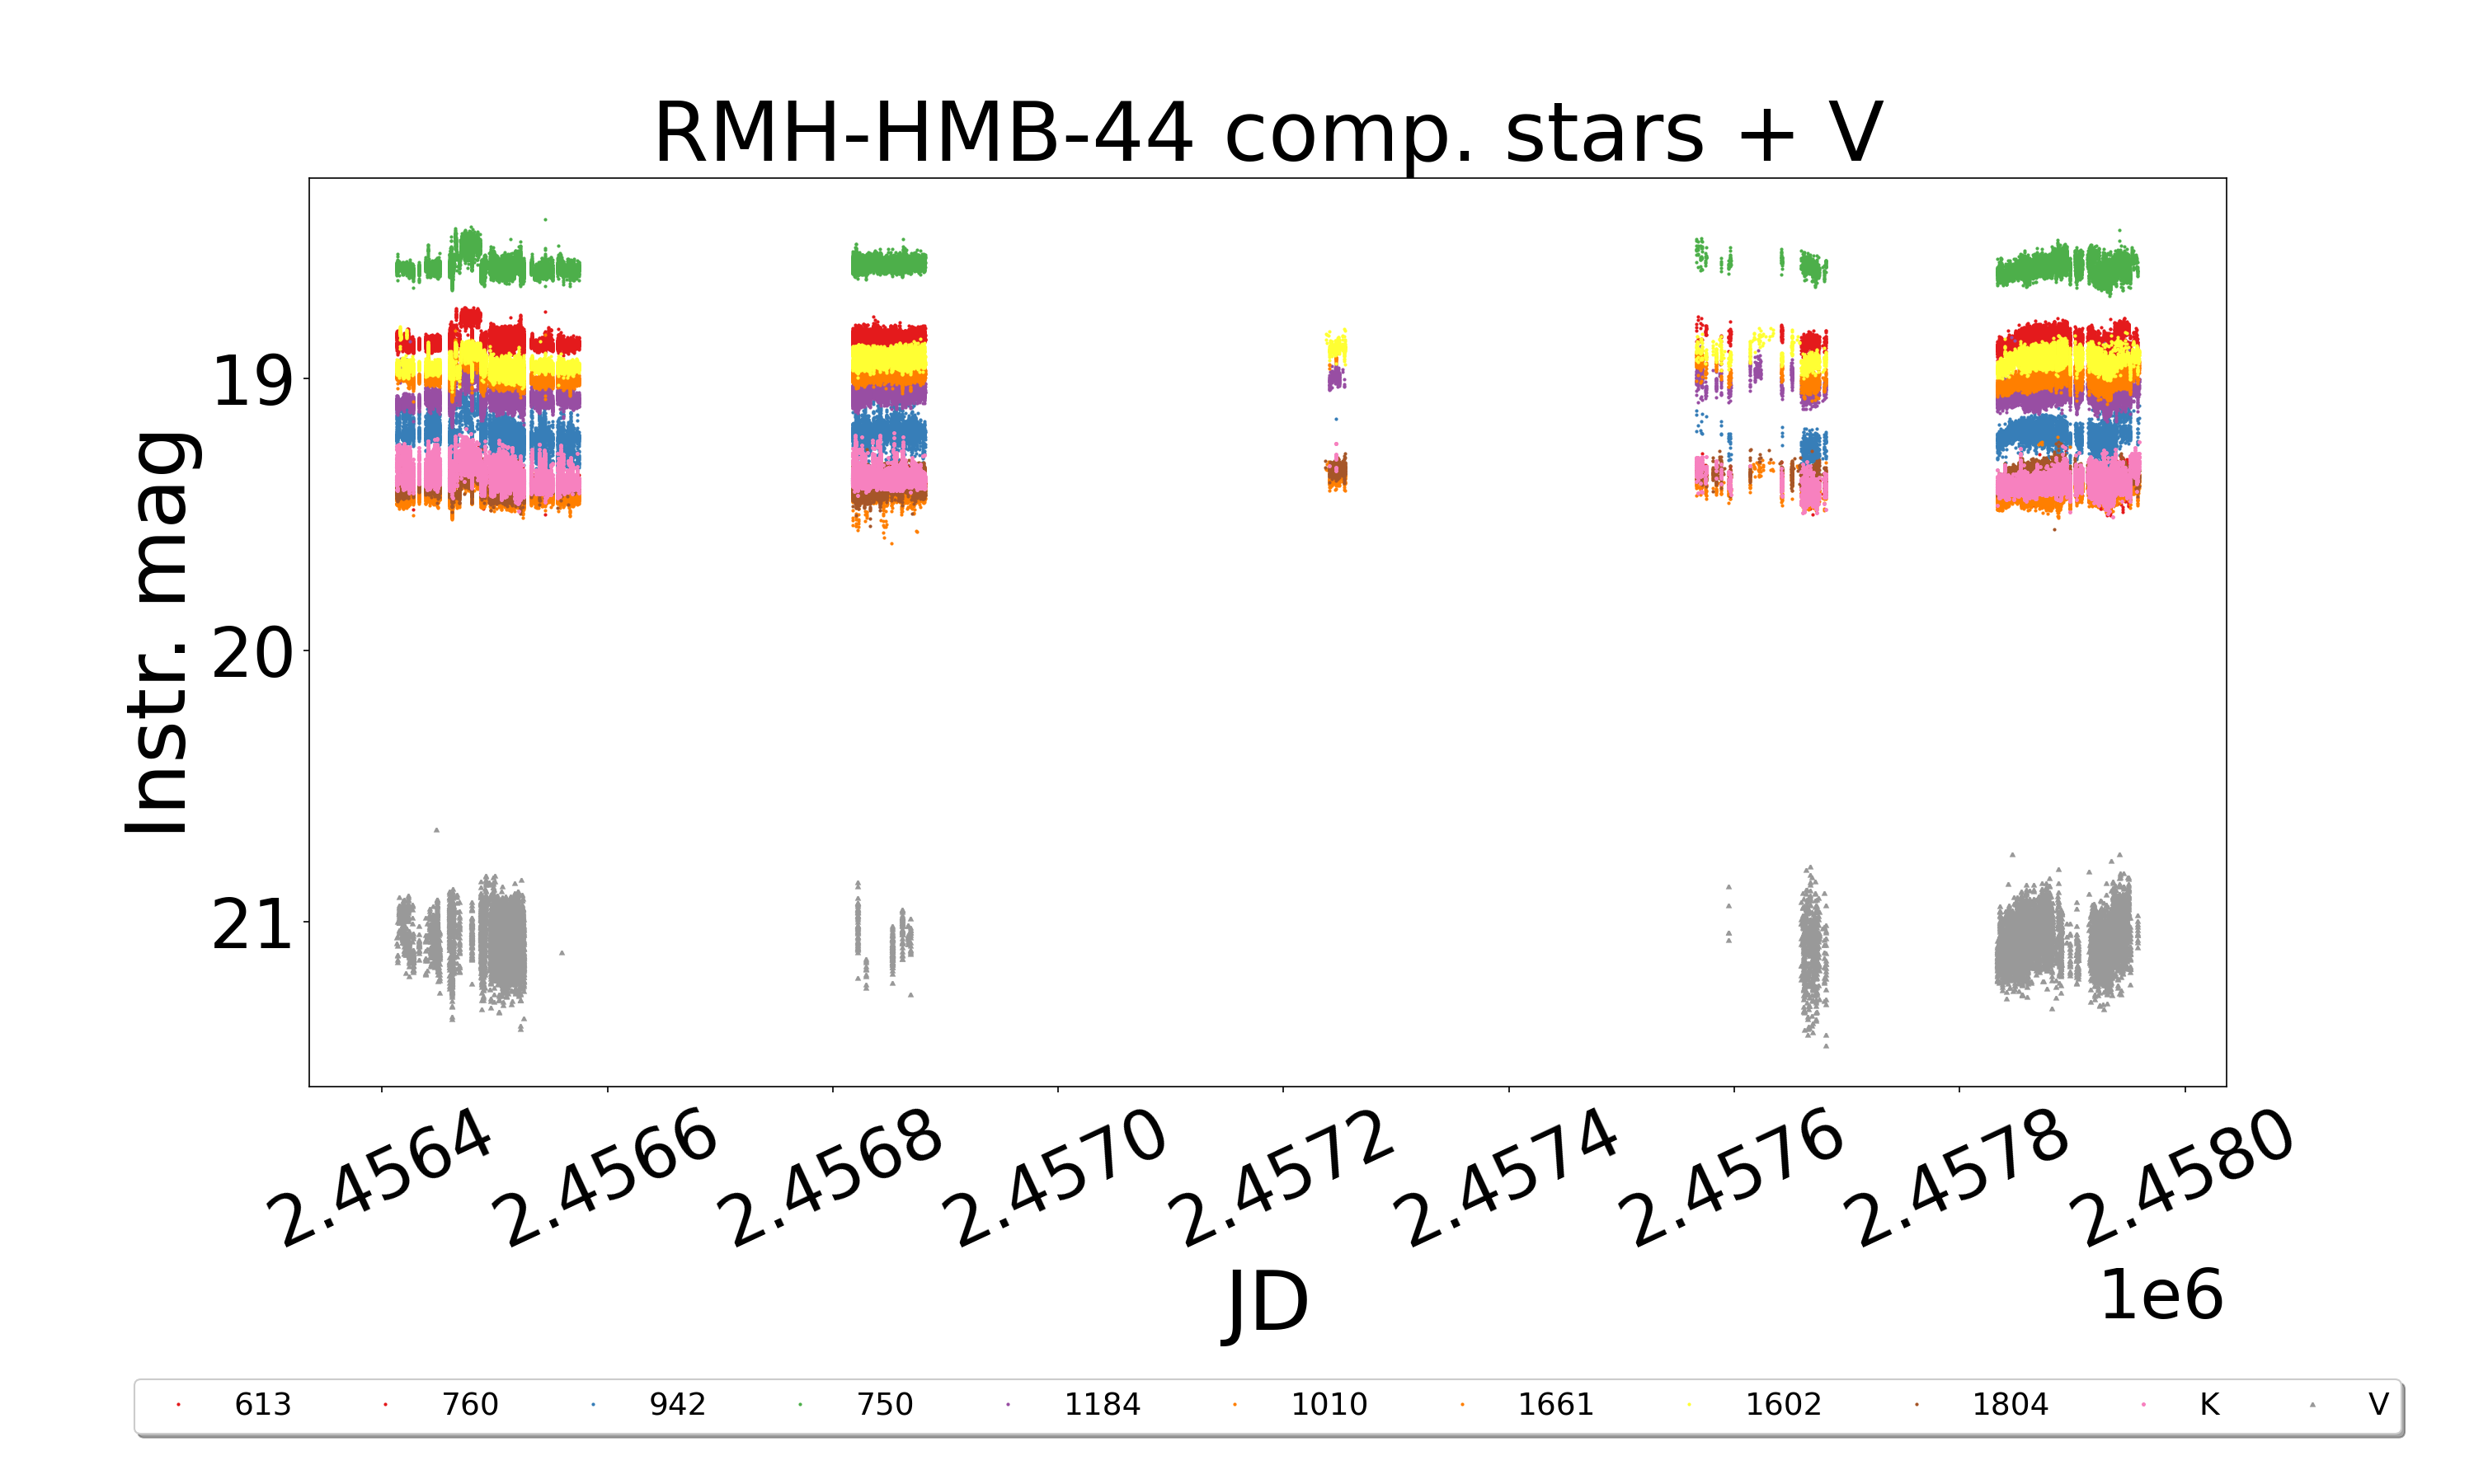 RMH-HMB-44 comp. stars + V
Instr. mag
19
20
21
2.4564 2.4566 2.4568 2.4570 2.4572 2.4574 2.4576 2.4578 2.4580
JD
1e6
613 760 942 750 1184 1010 1661 1602 1804 K V